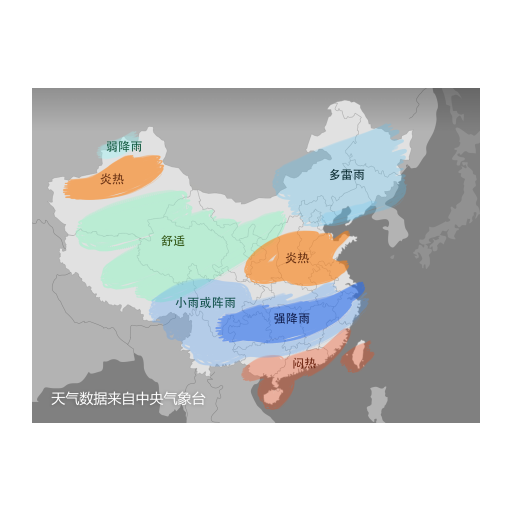 弱降雨
炎热
多雷雨
舒适
炎热
小雨或阵雨
强降雨
闷热
天气数据来自中央气象台